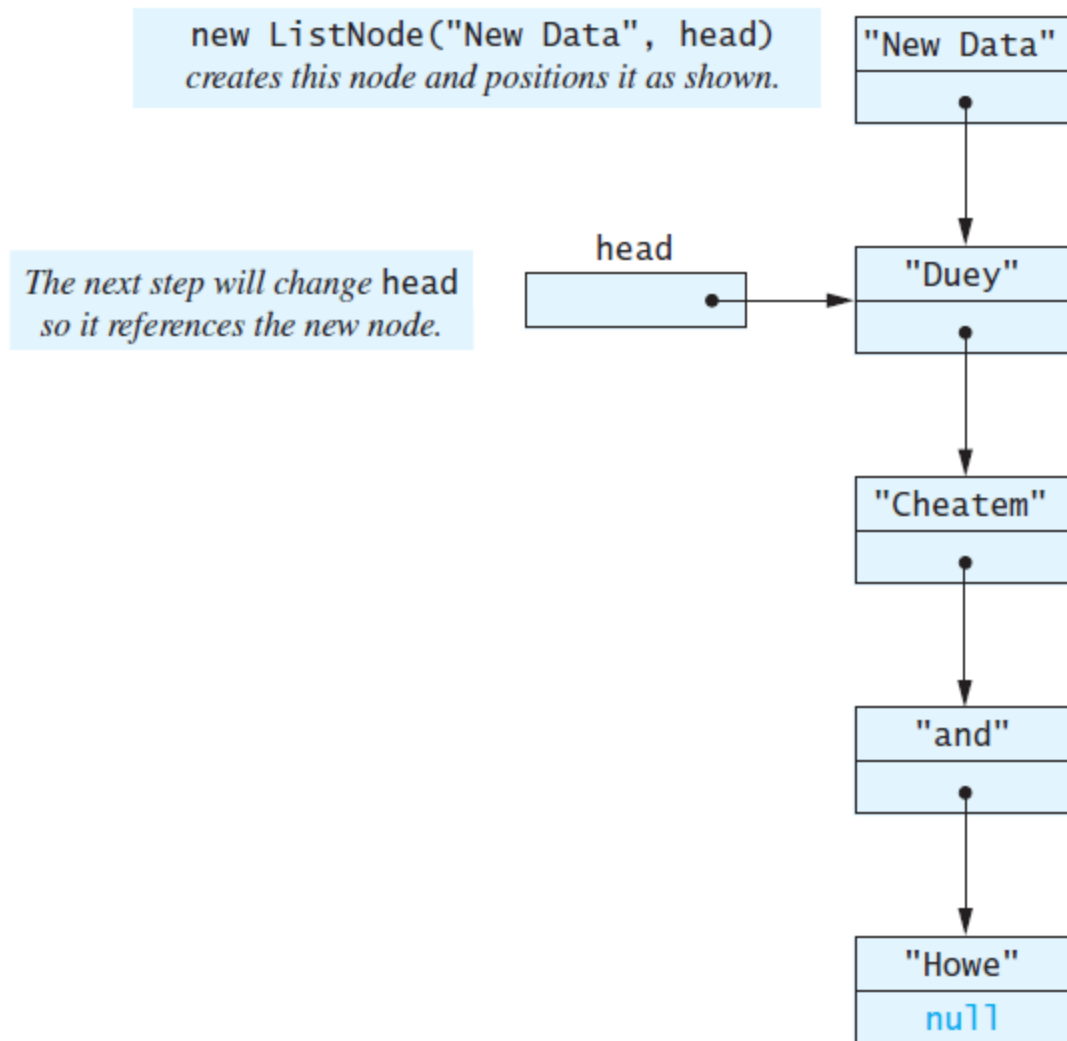 new ListNode("New Data", head)
creates this node and positions it as shown.
"New Data"
head
The next step will change head
so it references the new node.
"Duey"
"Cheatem"
"and"
"Howe"
null